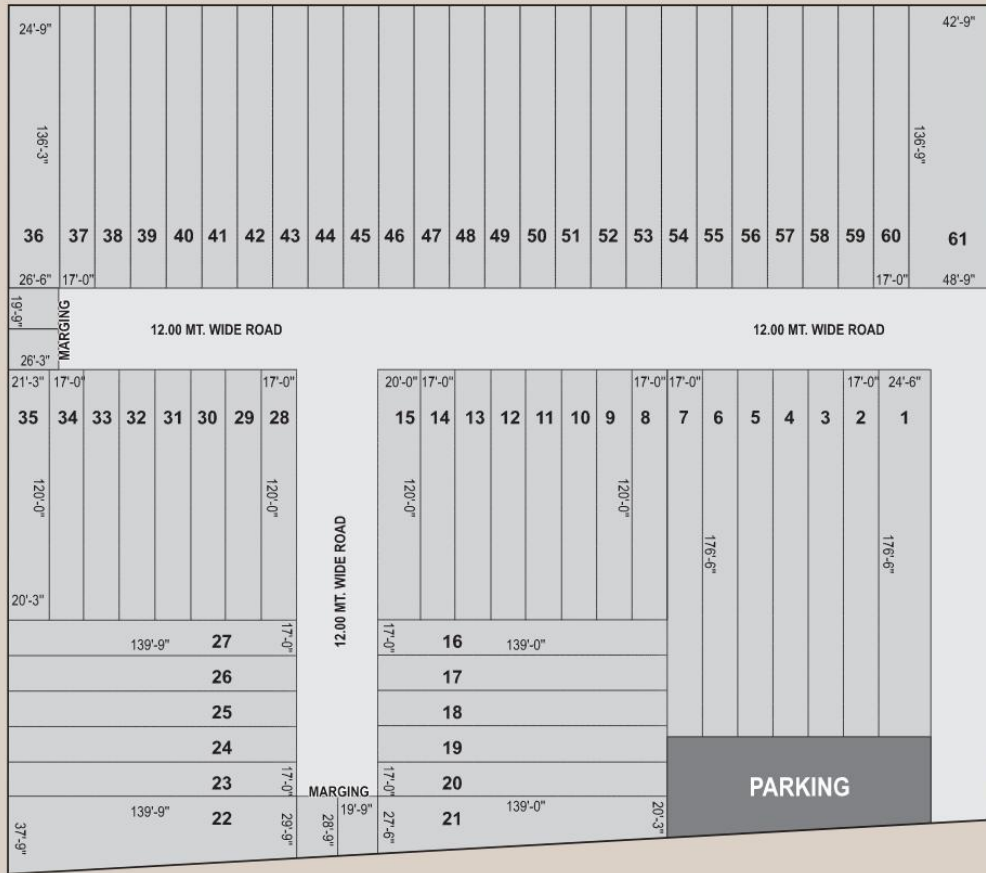 24'-9"
42'-9"
136'-3"
136'-9"
36 37 38 39 40 41 42 43 44 45 46 47 48 49 50 51 52 53 54 55 56 57 58 59 60 61
26'-6" 17'-0" 17'-0" 48'-9"
19'-9"
MARGING
12.00 MT. WIDE ROAD
12.00 MT. WIDE ROAD
26'-3"
21'-3" 17'-0" 17'-0" 20'-0" 17'-0" 17'-0" 17'-0" 17'-0" 24'-6"
35 34 33 32 31 30 29 28 15 14 13 12 11 10 9 8 7 6 5 4 3 2 1
120'-0" 120'-0" 120'-0" 120'-0"
176'-6" 176'-6"
12.00 MT. WIDE ROAD
20'-3"
139'-9" 27 17'-0" 17'-0" 16 139'-0"
26 17
25 18
24 19
23 17'-0" 17'-0" 20
MARGING
PARKING
139'-9" 22 19'-9" 21 139'-0"
37'-9" 29'-9" 28'-9" 27'-6" 20'-3"